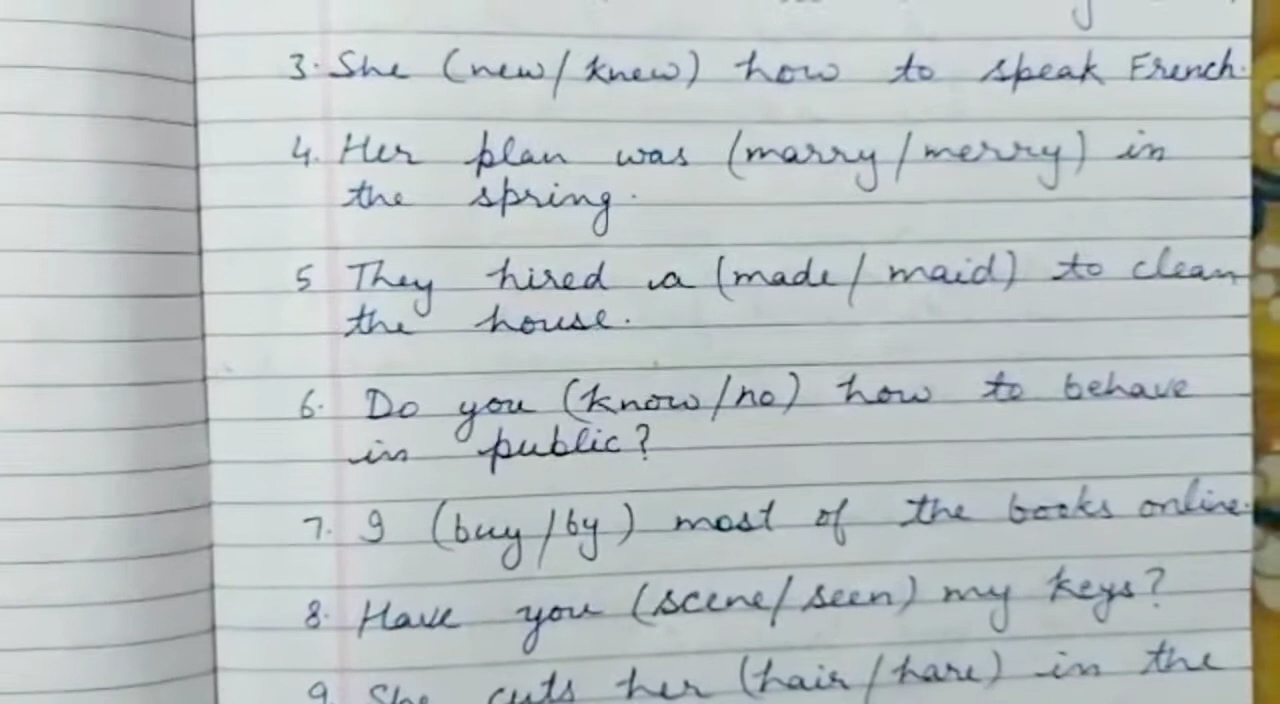 3. She (new/knew) how to speak French.
4. Her plan was (marry/merry) in
the spring.
5 They hired a (made/maid) to clean
the house.
6. Do you (know/no) how to behave
in public?
7. I (buy/by) most of the books online.
8. Have you (scene/seen) my keys?
9 She cuts her (hair/hare) in the